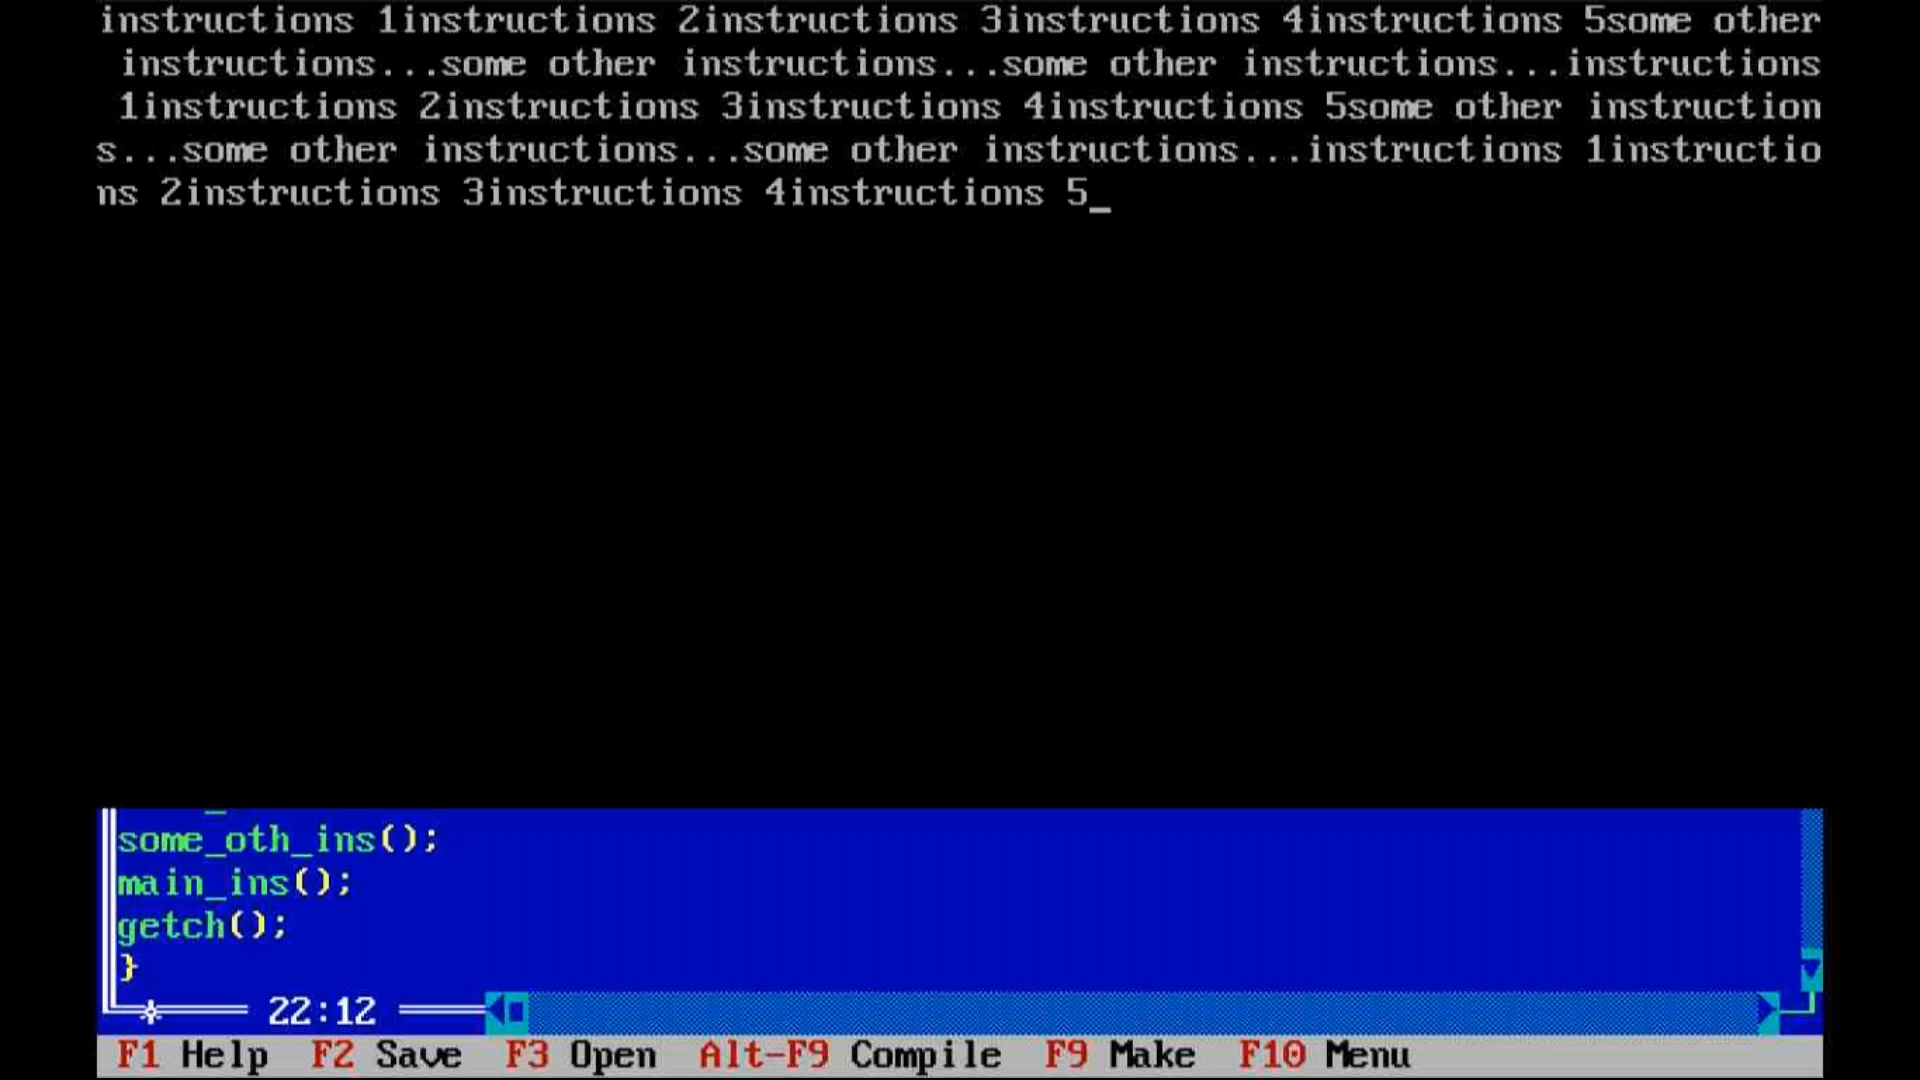 instructions 1instructions 2instructions 3instructions 4instructions 5some other
instructions...some other instructions...some other instructions...instructions
1instructions 2instructions 3instructions 4instructions 5some other instruction
s...some other instructions...some other instructions...instructions 1instructio
ns 2instructions 3instructions 4instructions 5_
some_oth_ins();
main_ins();
getch();
}
22:12
F1 Help F2 Save F3 Open Alt-F9 Compile F9 Make F10 Menu